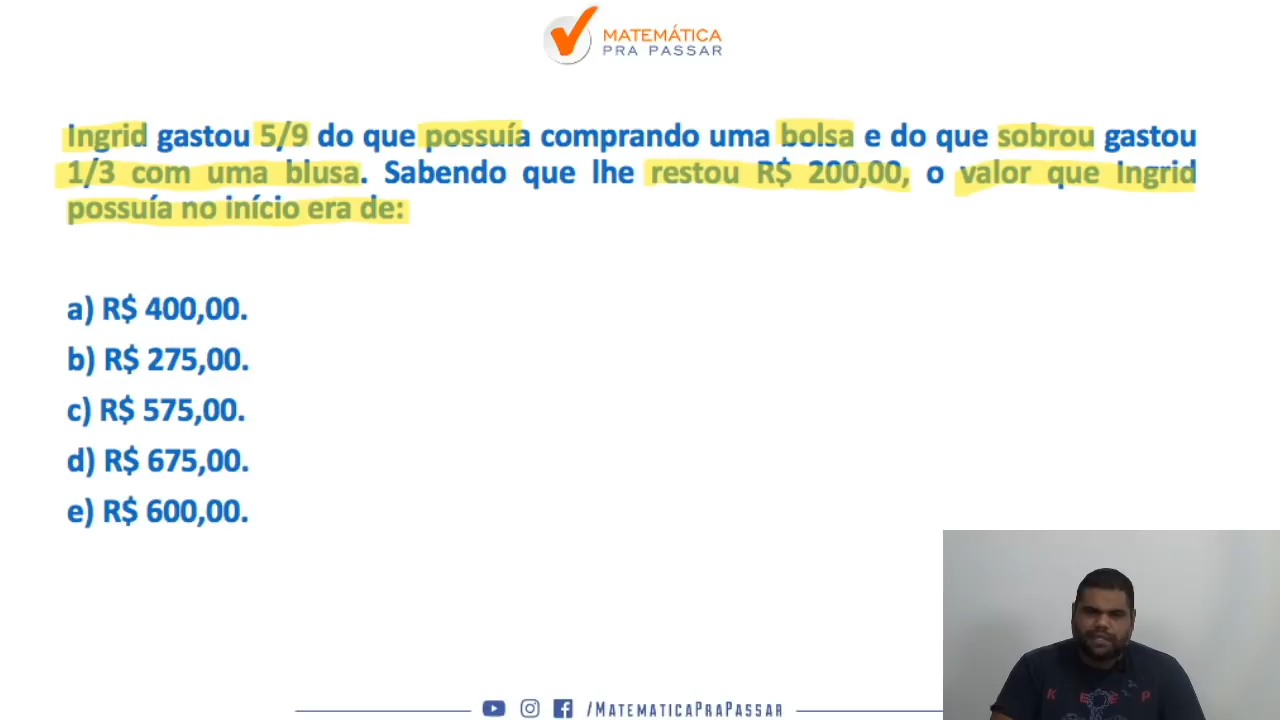 MATEMÁTICA
PRA PASSAR
Ingrid gastou 5/9 do que possuía comprando uma bolsa e do que sobrou gastou
1/3 com uma blusa. Sabendo que lhe restou R$ 200,00, o valor que Ingrid
possuía no início era de:
a) R$ 400,00.
b) R$ 275,00.
c) R$ 575,00.
d) R$ 675,00.
e) R$ 600,00.
K E E P
/MATEMATICAPRAPASSAR